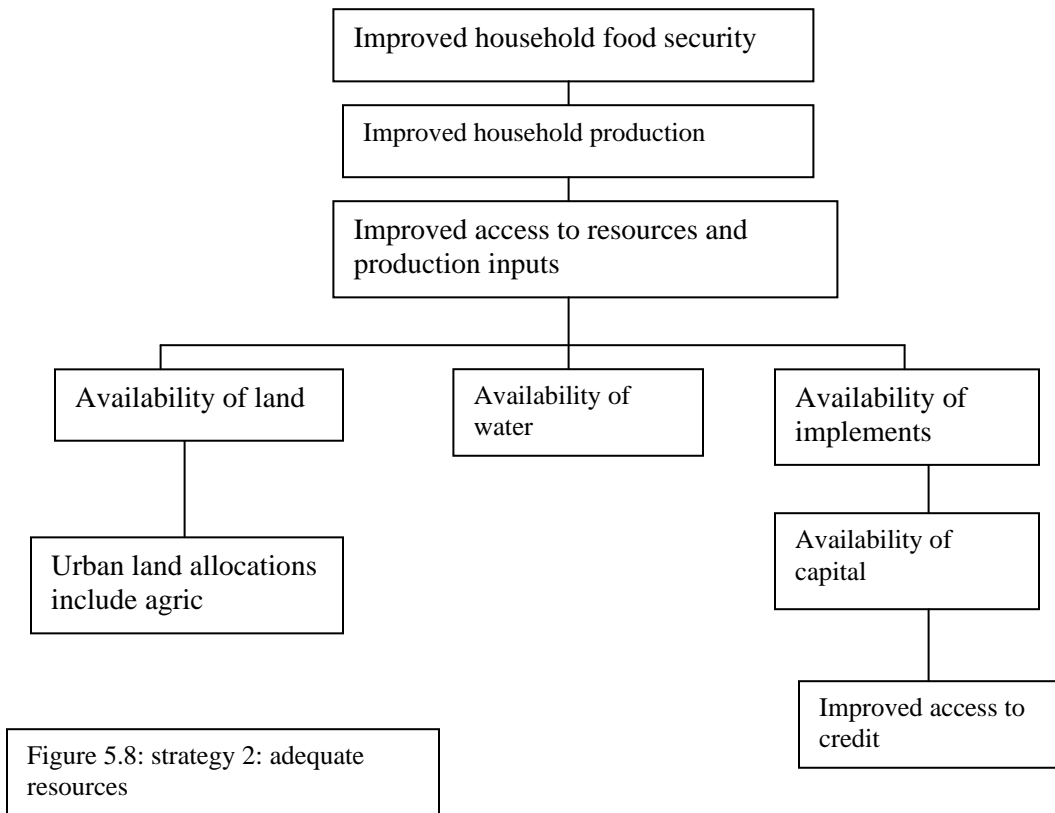 Improved household food security
Improved household production
Improved access to resources and
production inputs
Availability of land
Availability of
water
Availability of
implements
Urban land allocations
include agric
Availability of
capital
Improved access to
credit
Figure 5.8: strategy 2: adequate
resources